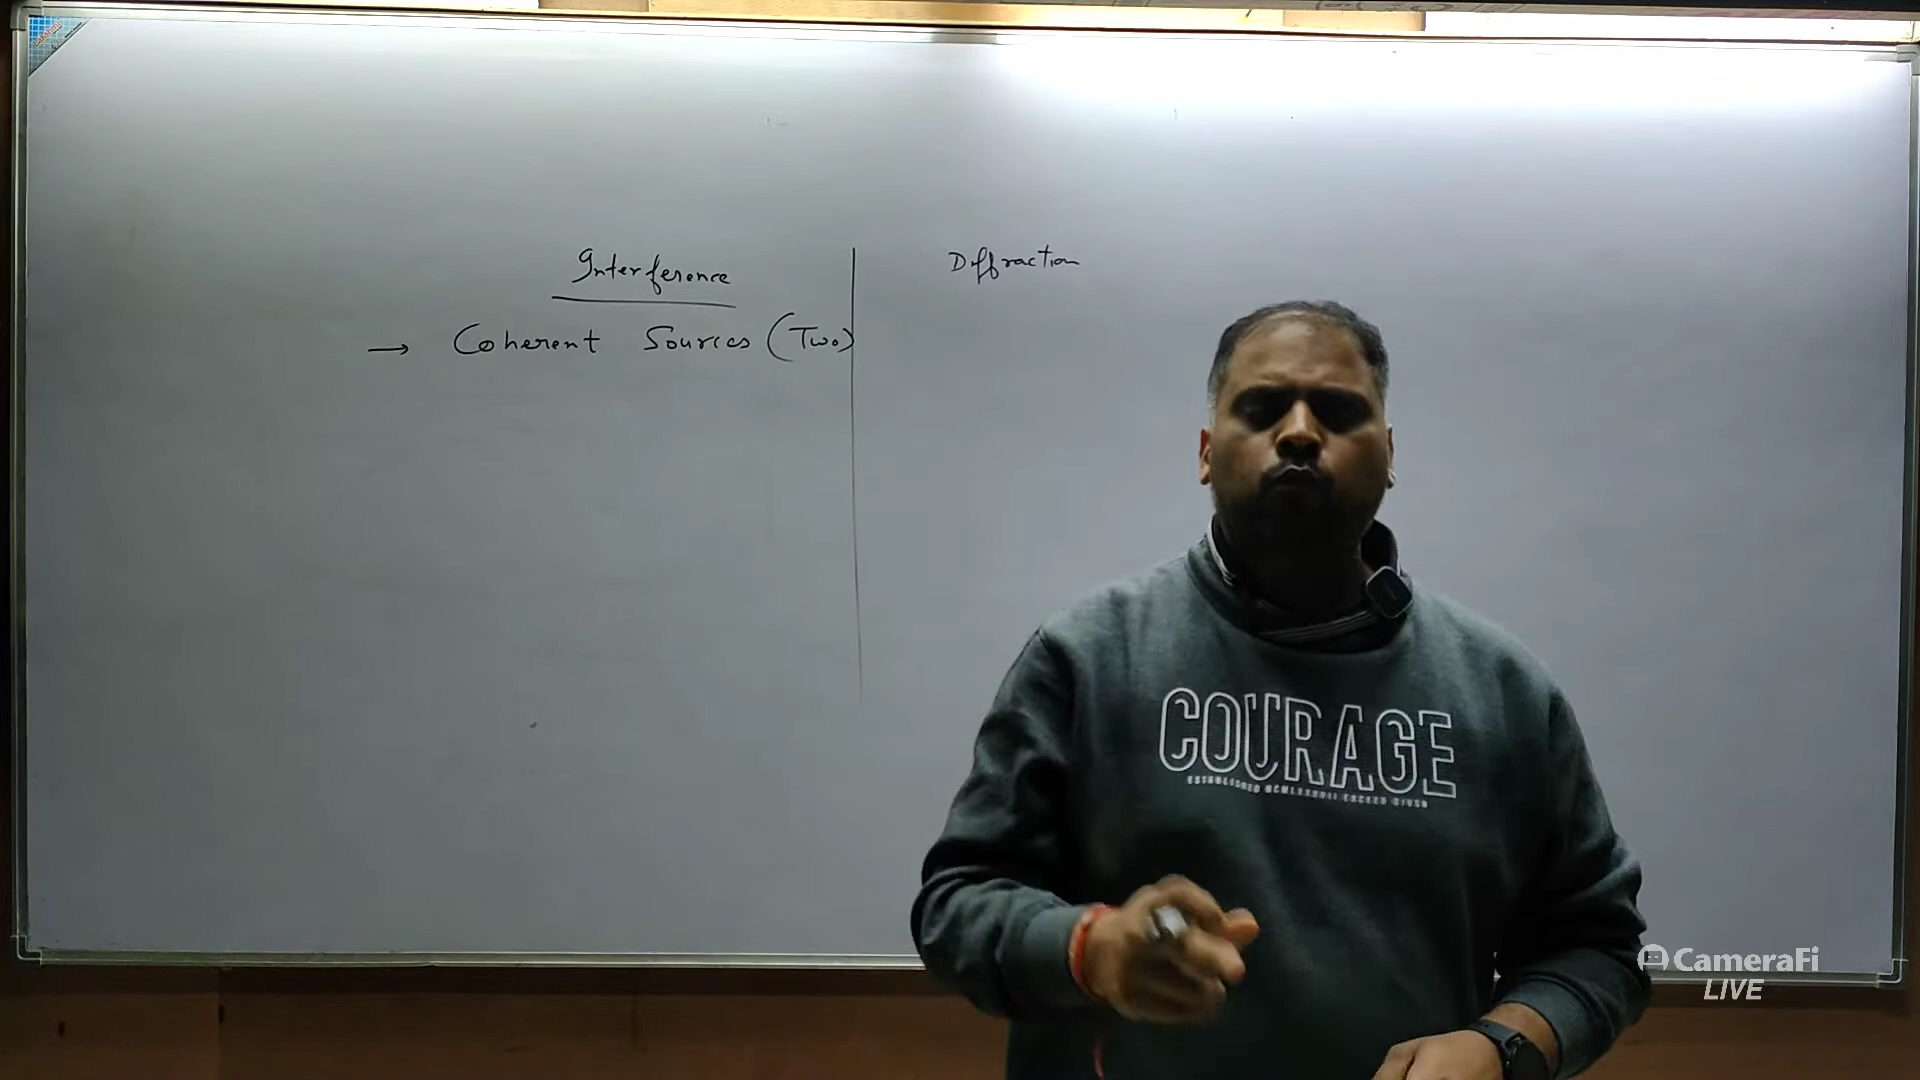 Interference
Diffraction
→ Coherent Sources (Two)
COURAGE
CameraFi
LIVE